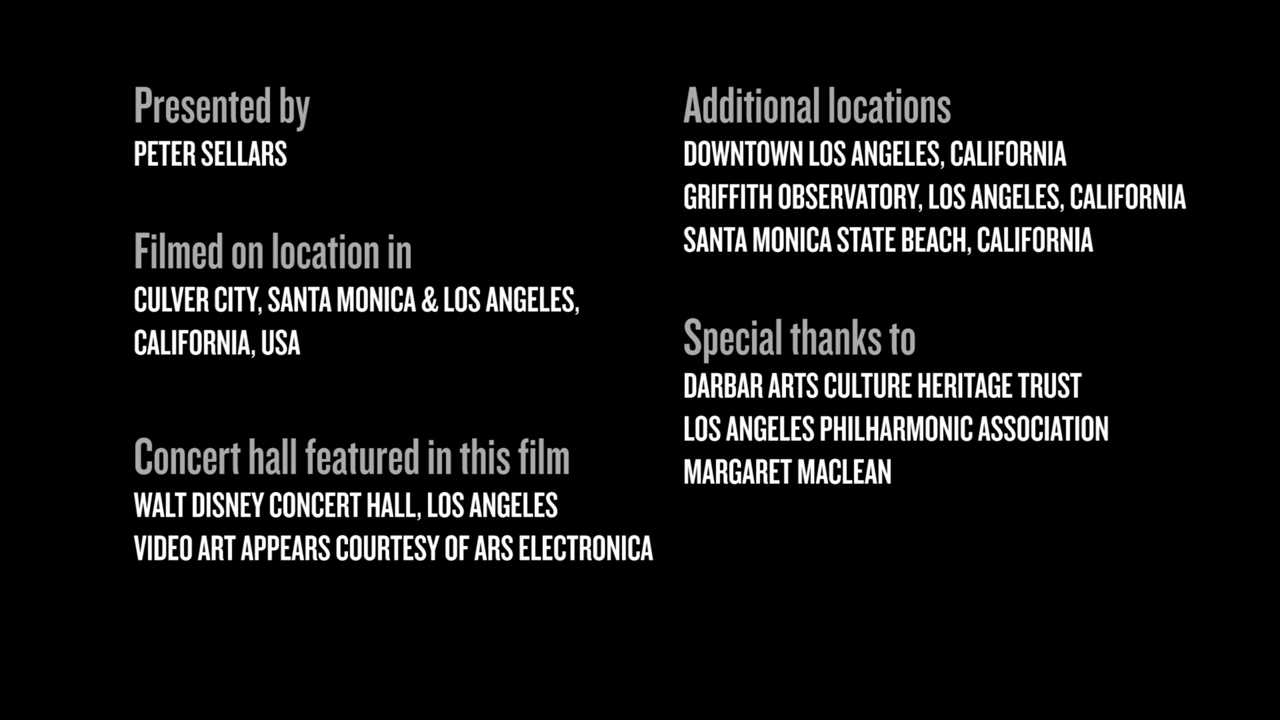 Presented by
PETER SELLARS
Filmed on location in
CULVER CITY, SANTA MONICA & LOS ANGELES,
CALIFORNIA, USA
Concert hall featured in this film
WALT DISNEY CONCERT HALL, LOS ANGELES
VIDEO ART APPEARS COURTESY OF ARS ELECTRONICA
Additional locations
DOWNTOWN LOS ANGELES, CALIFORNIA
GRIFFITH OBSERVATORY, LOS ANGELES, CALIFORNIA
SANTA MONICA STATE BEACH, CALIFORNIA
Special thanks to
DARBAR ARTS CULTURE HERITAGE TRUST
LOS ANGELES PHILHARMONIC ASSOCIATION
MARGARET MACLEAN